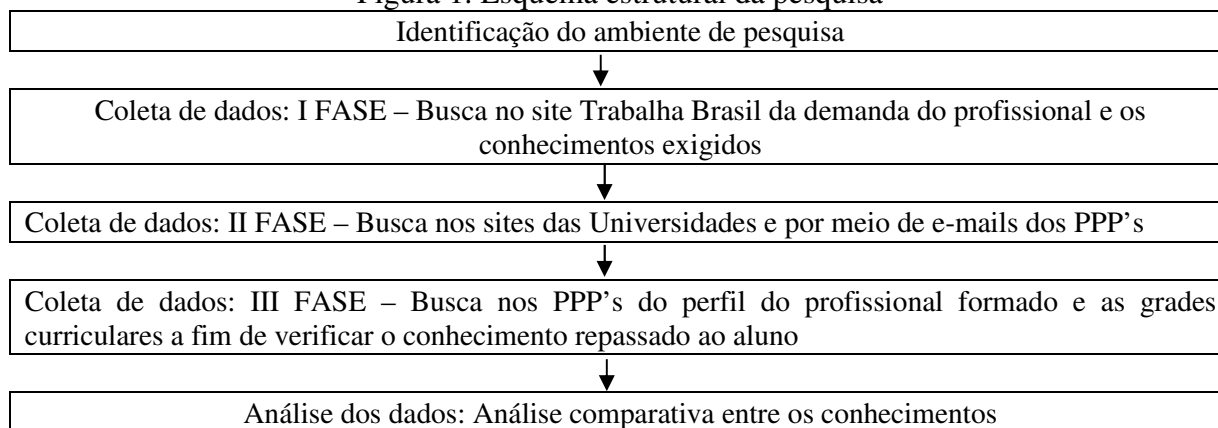 Figura 1: Esquema estrutural da pesquisa
Identificação do ambiente de pesquisa
Coleta de dados: I FASE – Busca no site Trabalha Brasil da demanda do profissional e os
conhecimentos exigidos
Coleta de dados: II FASE – Busca nos sites das Universidades e por meio de e-mails dos PPP's
Coleta de dados: III FASE – Busca nos PPP's do perfil do profissional formado e as grades
curriculares a fim de verificar o conhecimento repassado ao aluno
Análise dos dados: Análise comparativa entre os conhecimentos